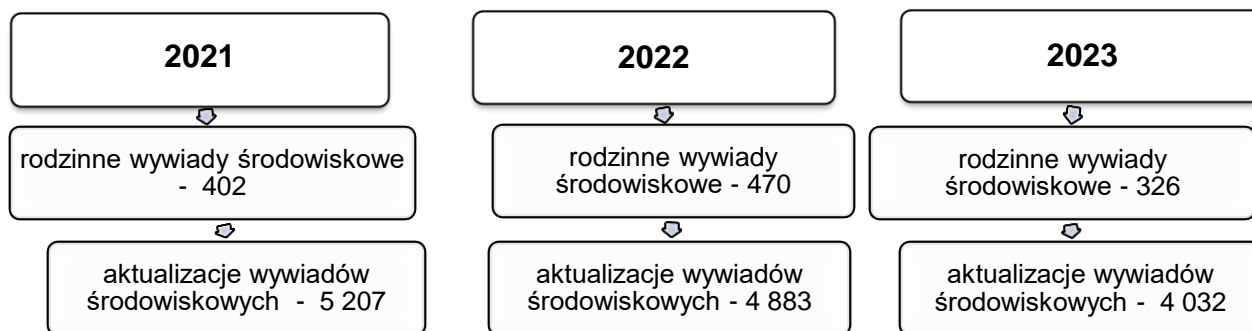 2021
rodzinne wywiady środowiskowe
- 402
aktualizacje wywiadów
środowiskowych - 5 207
2022
rodzinne wywiady
środowiskowe - 470
aktualizacje wywiadów
środowiskowych - 4 883
2023
rodzinne wywiady
środowiskowe - 326
aktualizacje wywiadów
środowiskowych - 4 032